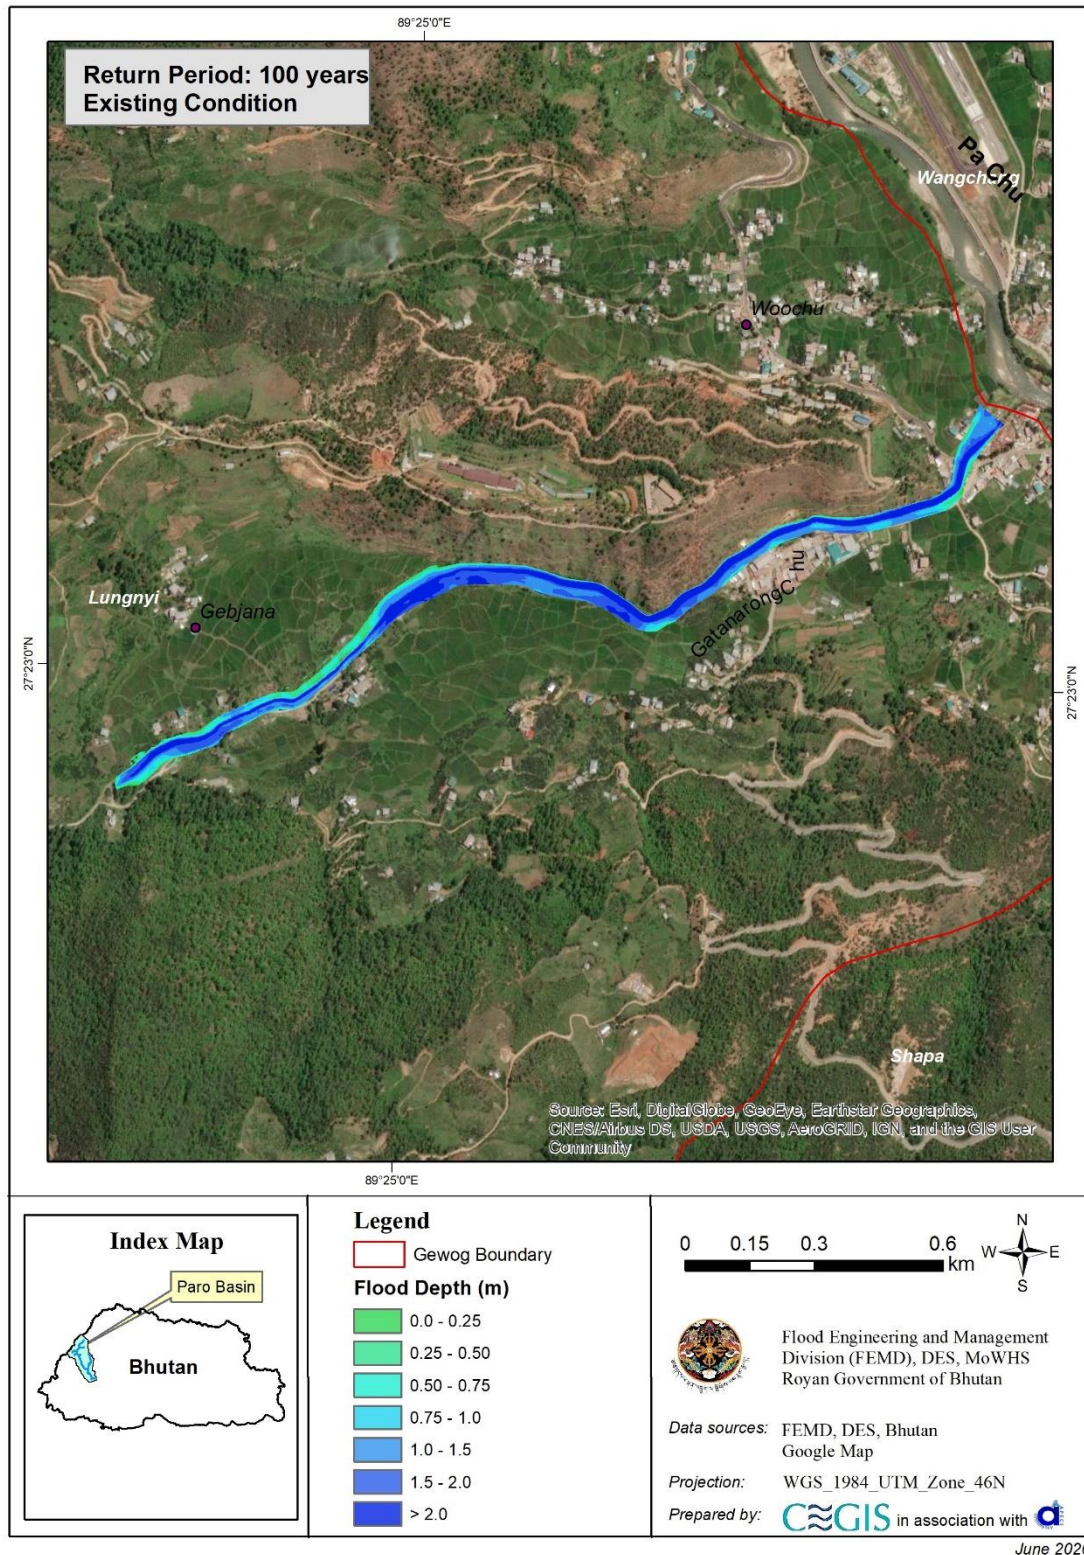 89°25'0"E
Return Period: 100 years
Existing Condition
Pa Chu
Wangchang
Woochu
Lungnyi
Gebjana
GatanarongC hu
27°23'0"N
27°23'0"N
Shapa
Source: Esri, DigitalGlobe, GeoEye, Earthstar Geographics,
CNES/Airbus DS, USDA, USGS, AeroGRID, IGN, and the GIS User
Community
89°25'0"E
Index Map
Paro Basin
Bhutan
Legend
Gewog Boundary
Flood Depth (m)
0.0 - 0.25
0.25 - 0.50
0.50 - 0.75
0.75 - 1.0
1.0 - 1.5
1.5 - 2.0
> 2.0
0 0.15 0.3 0.6
km
N
W E
S
Flood Engineering and Management
Division (FEMD), DES, MoWHS
Royan Government of Bhutan
Data sources: FEMD, DES, Bhutan
Google Map
Projection: WGS_1984_UTM_Zone_46N
Prepared by: CEGIS in association with
June 2020